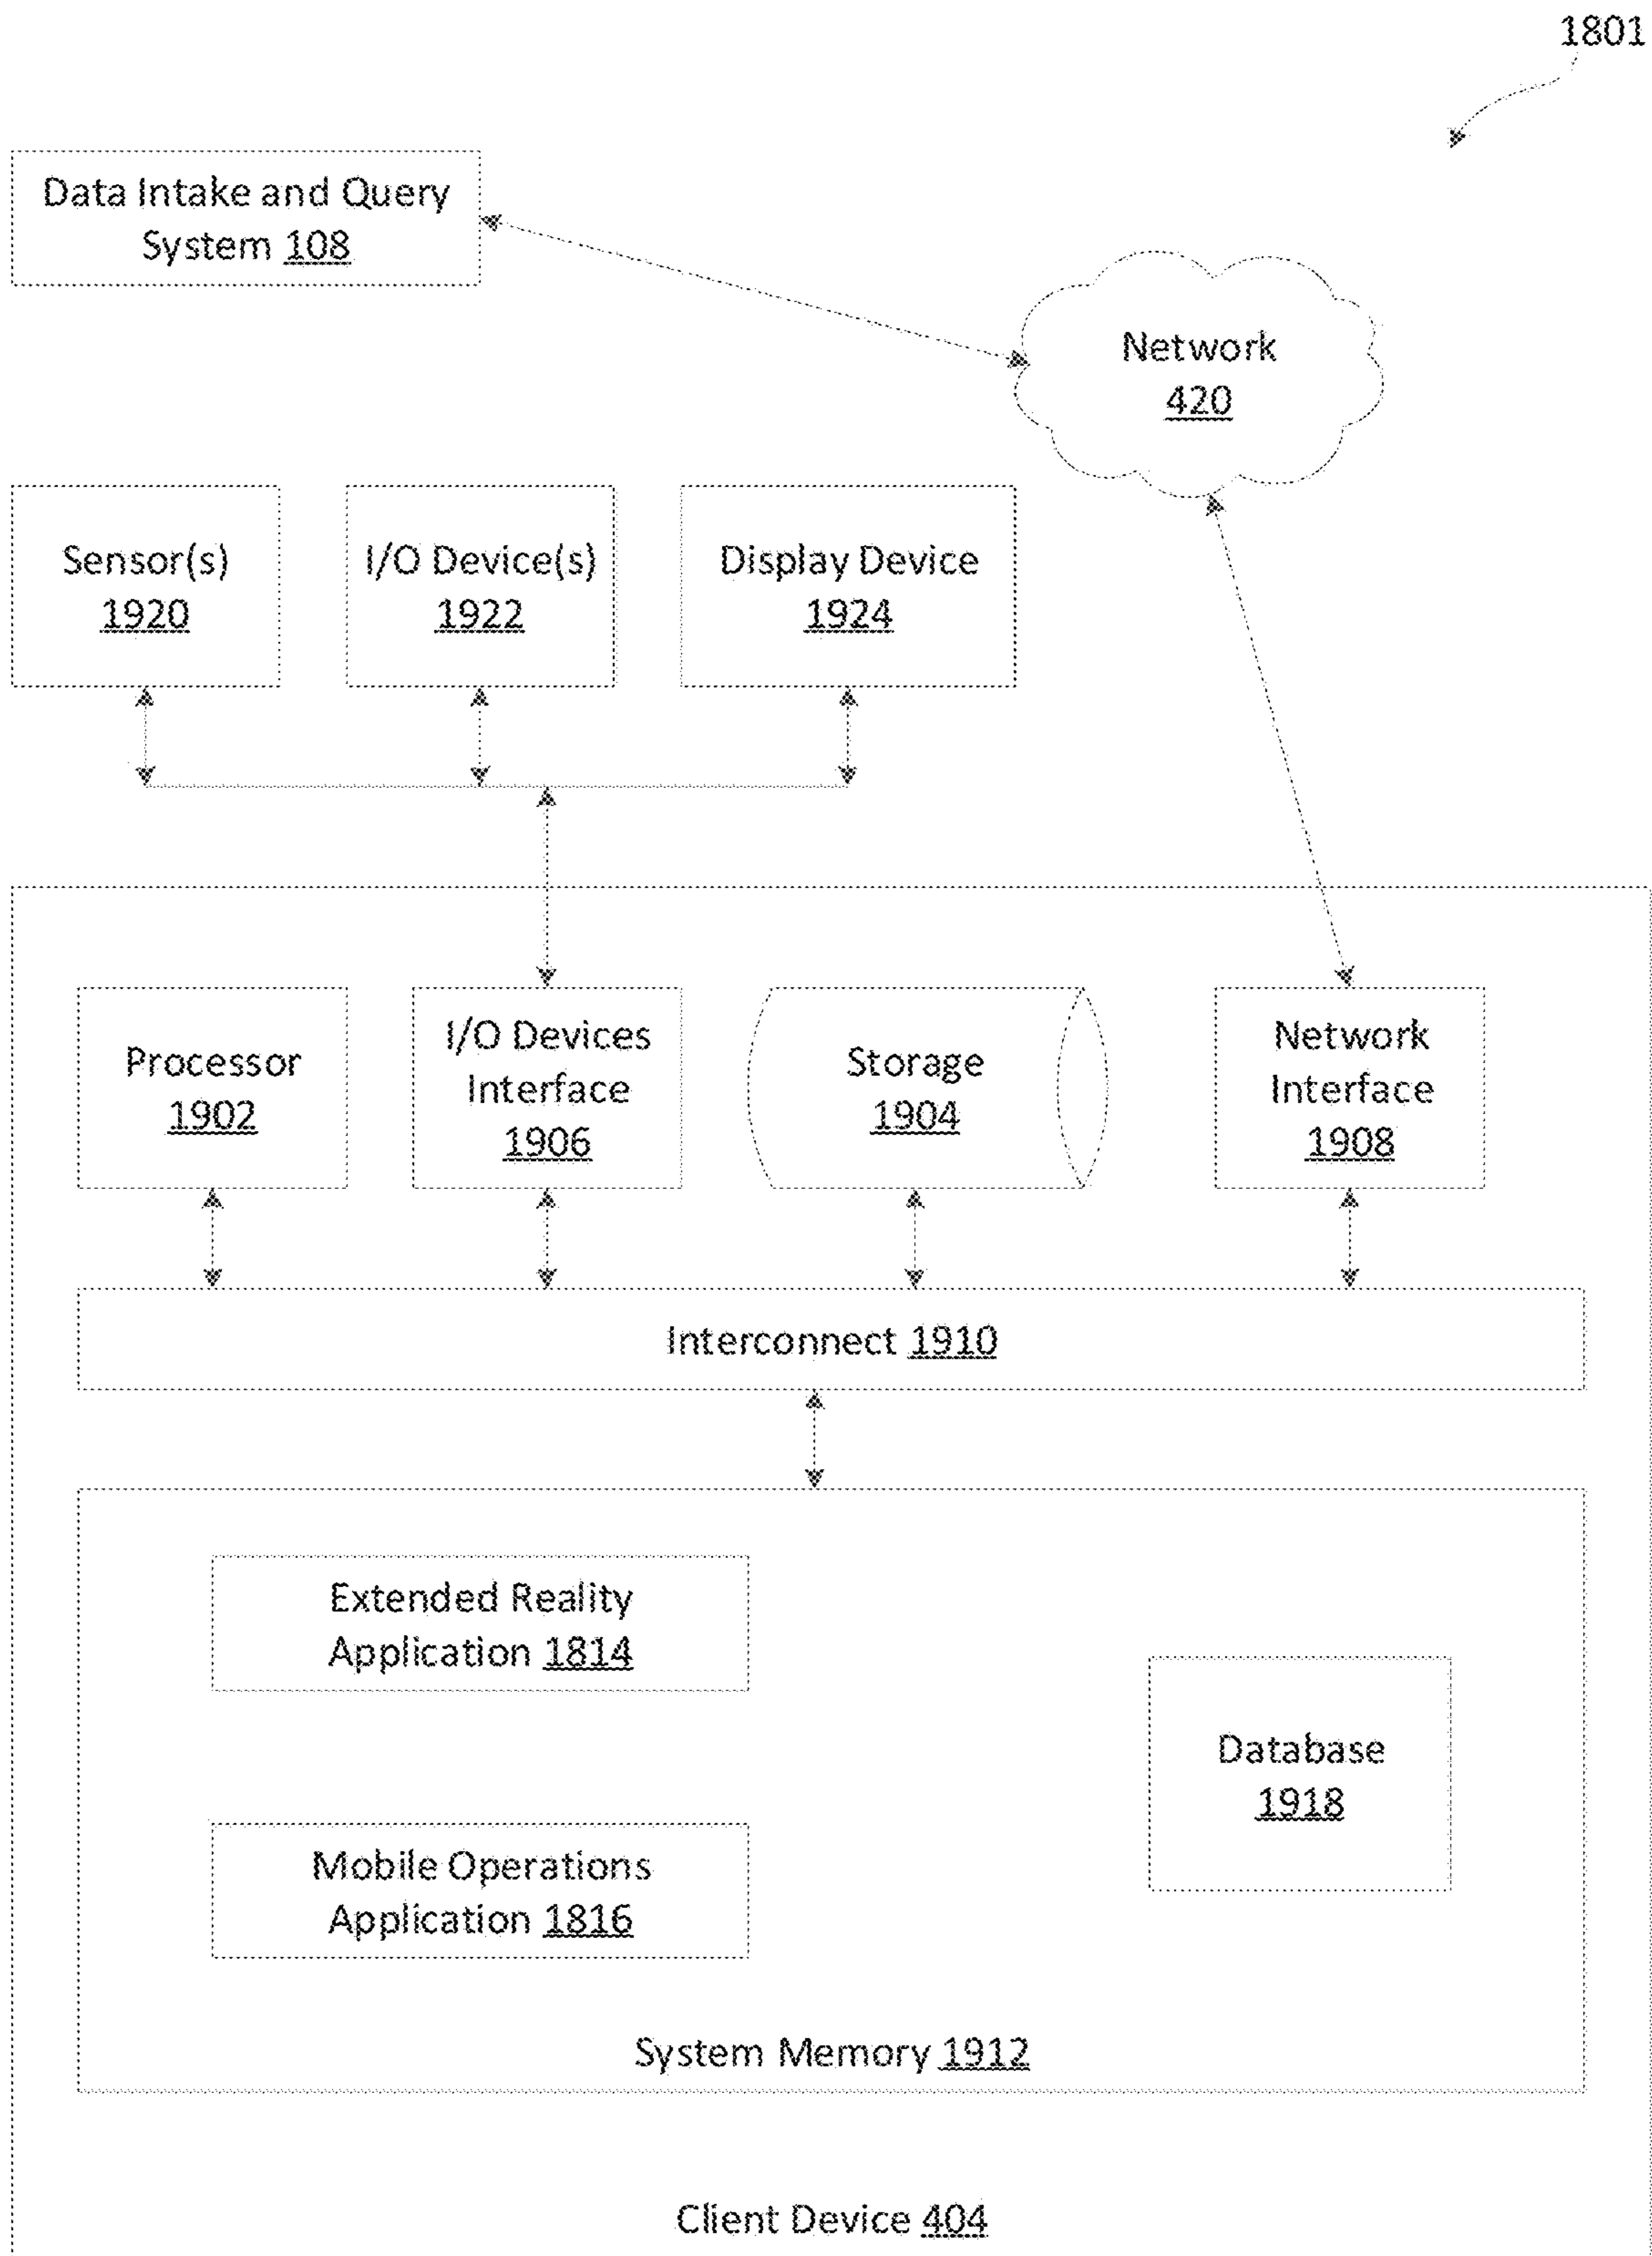 1801
Data Intake and Query
System 108
Network
420
Sensor(s)
1920
I/O Device(s)
1922
Display Device
1924
Processor
1902
I/O Devices
Interface
1906
Storage
1904
Network
Interface
1908
Interconnect 1910
Extended Reality
Application 1814
Database
1918
Mobile Operations
Application 1816
System Memory 1912
Client Device 404